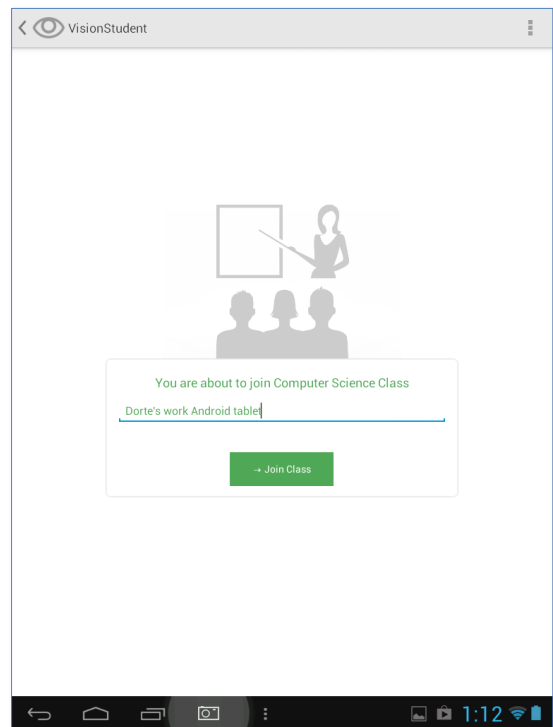 VisionStudent
You are about to join Computer Science Class
Dorte's work Android tablet
→ Join Class
1:12